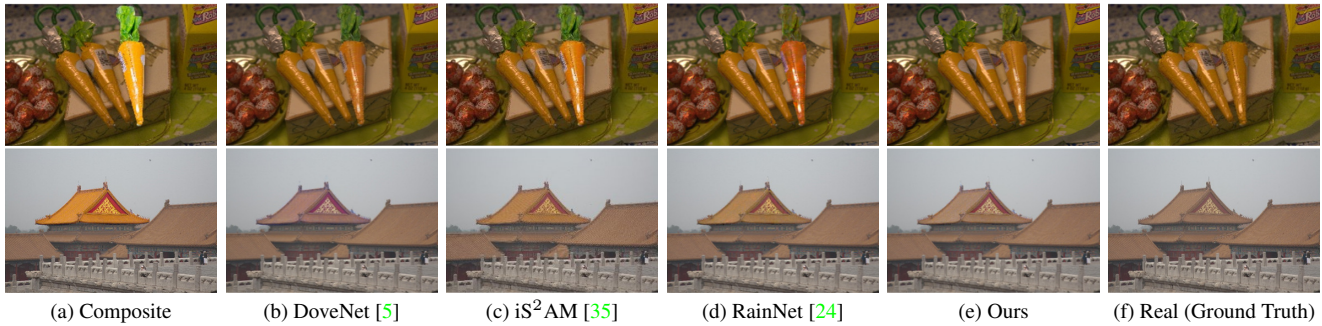 (a) Composite
(b) DoveNet [5]
(c) iS²AM [35]
(d) RainNet [24]
(e) Ours
(f) Real (Ground Truth)